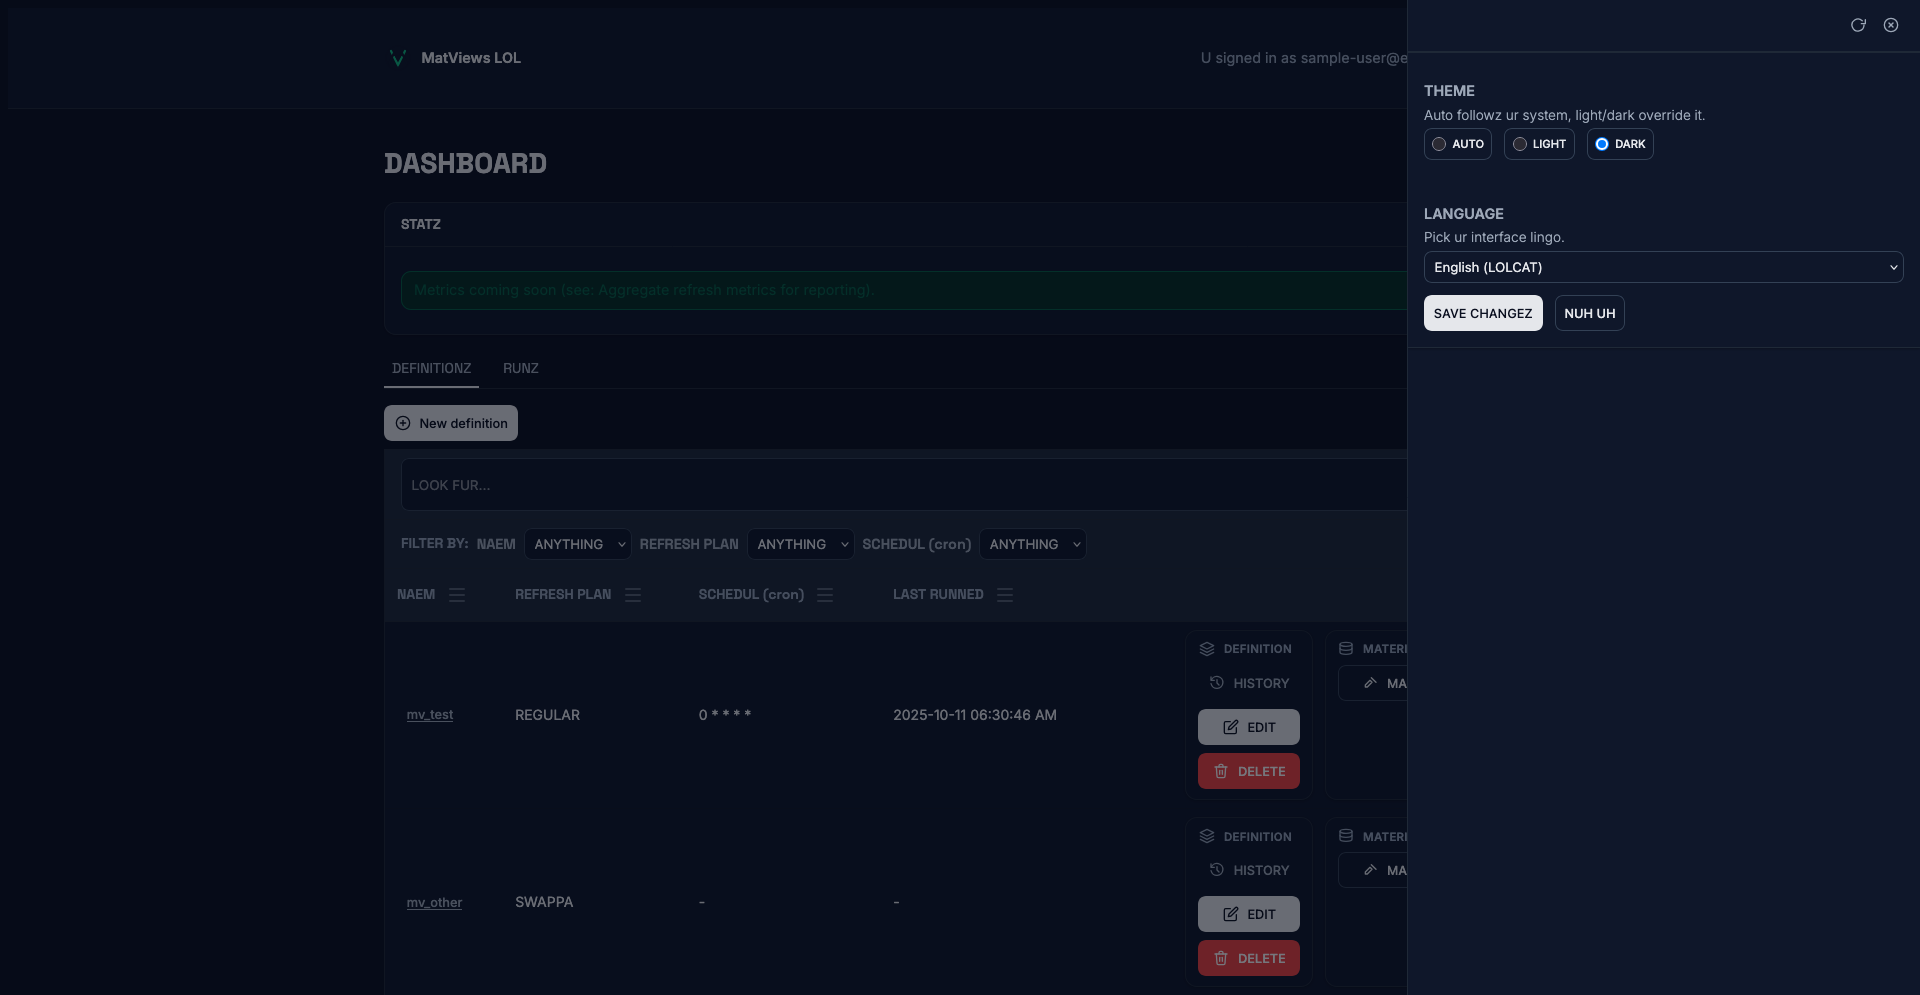 MatViews LOL
U signed in as sample-user@e
DASHBOARD
STATZ
Metrics coming soon (see: Aggregate refresh metrics for reporting).
DEFINITIONZ RUNZ
New definition
LOOK FUR...
FILTER BY: NAEM ANYTHING REFRESH PLAN ANYTHING SCHEDUL (cron) ANYTHING
NAEM REFRESH PLAN SCHEDUL (cron) LAST RUNNED
DEFINITION MATERI
HISTORY MA
mv_test REGULAR 0 * * * * 2025-10-11 06:30:46 AM
EDIT
DELETE
DEFINITION MATERI
HISTORY MA
mv_other SWAPPA - -
EDIT
DELETE
THEME
Auto followz ur system, light/dark override it.
AUTO LIGHT DARK
LANGUAGE
Pick ur interface lingo.
English (LOLCAT)
SAVE CHANGEZ NUH UH